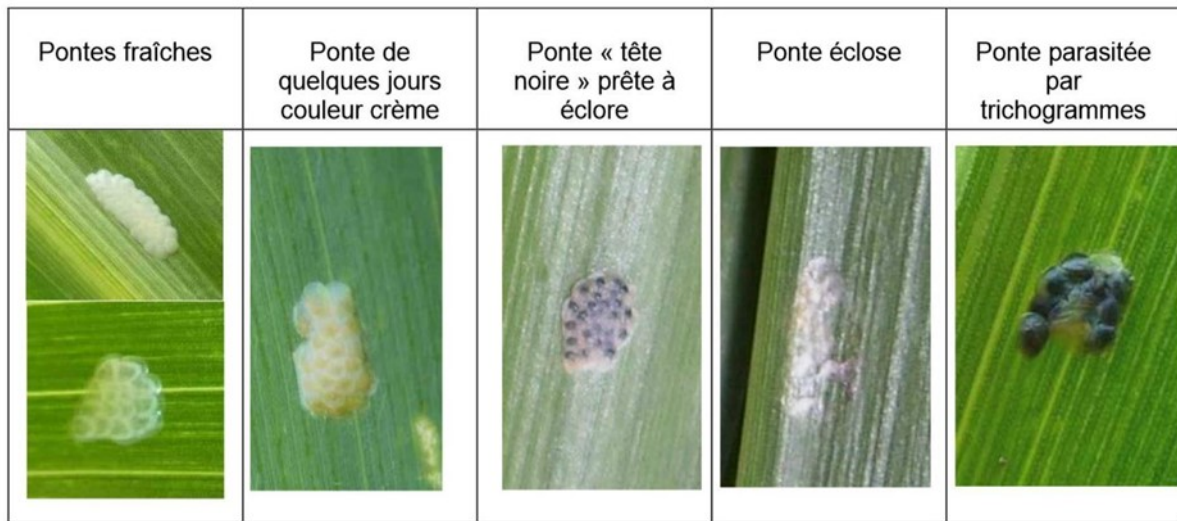 Pontes fraîches
Ponte de
quelques jours
couleur crème
Ponte « tête
noire » prête à
éclore
Ponte éclose
Ponte parasitée
par
trichogrammes